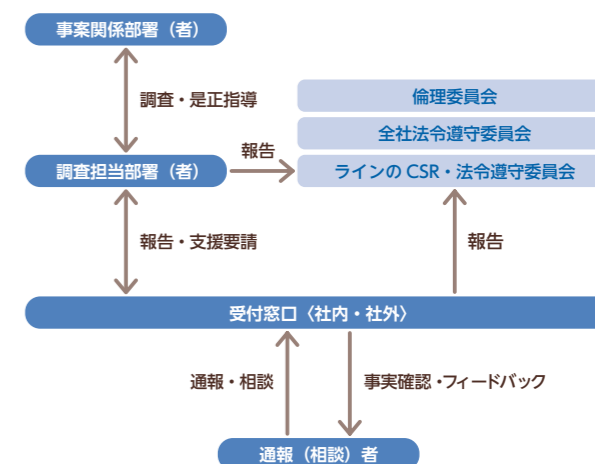 事案関係部署（者）
調査・是正指導
倫理委員会
全社法令遵守委員会
報告
調査担当部署（者）
ラインの CSR・法令遵守委員会
報告・支援要請
報告
受付窓口〈社内・社外〉
通報・相談
事実確認・フィードバック
通報（相談）者